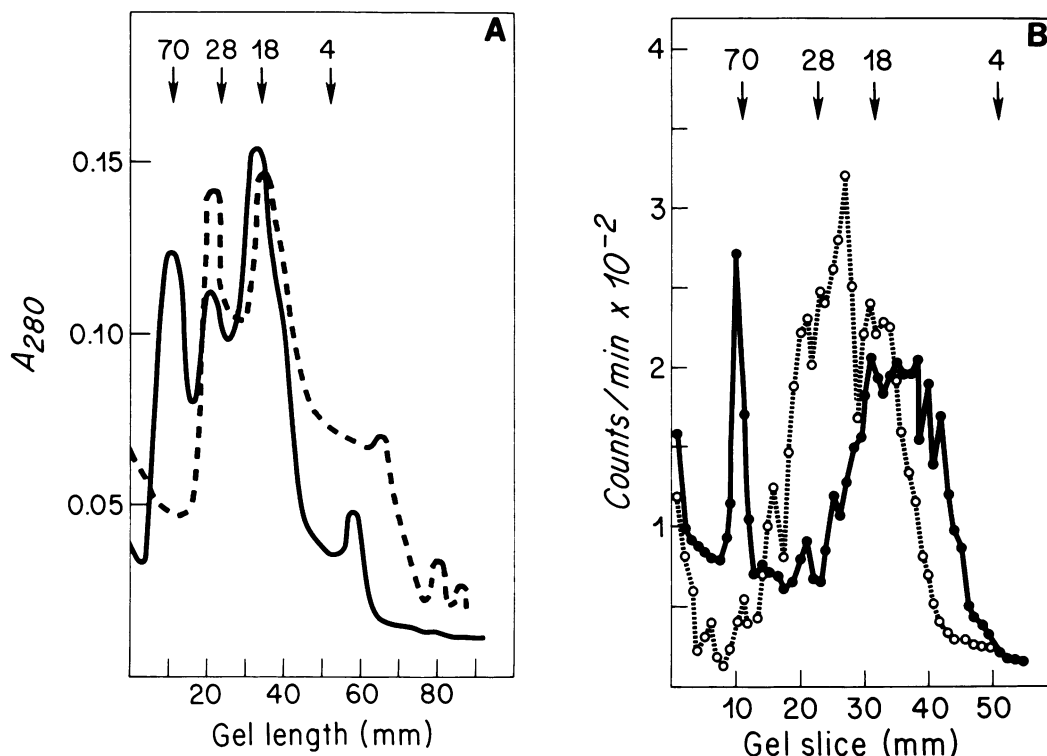 A
70 28 18 4
0.15
0.10
0.05
A280
20 40 60 80
Gel length (mm)
B
4
70 28 18 4
3
2
1
Counts/min x 10-2
10 20 30 40 50
Gel slice (mm)